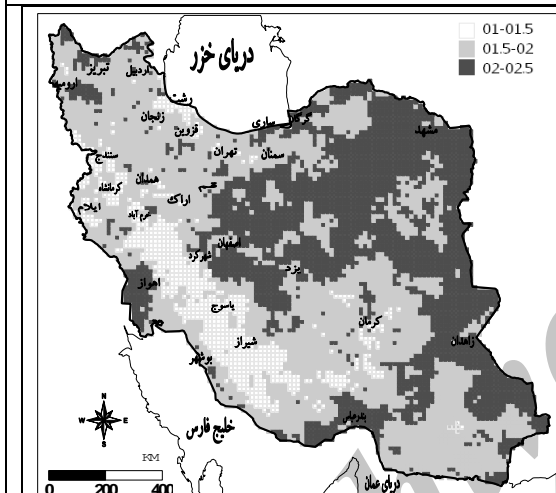 01-01.5
01.5-02
02-02.5
دریای خزر
اردبیل
تبریز
ارومیه
رشت
زنجان
قزوین
ساری
گرگان
مشهد
تهران
سمنان
سنندج
همدان
کرمانشاه
قم
اراک
ایلام
خرم آباد
اصفهان
شهرکرد
یزد
اهواز
یاسوج
کرمان
شیراز
زاهدان
بوشهر
بندرعباس
خلیج فارس
دریای عمان
N
W E
S
KM
0 200 400